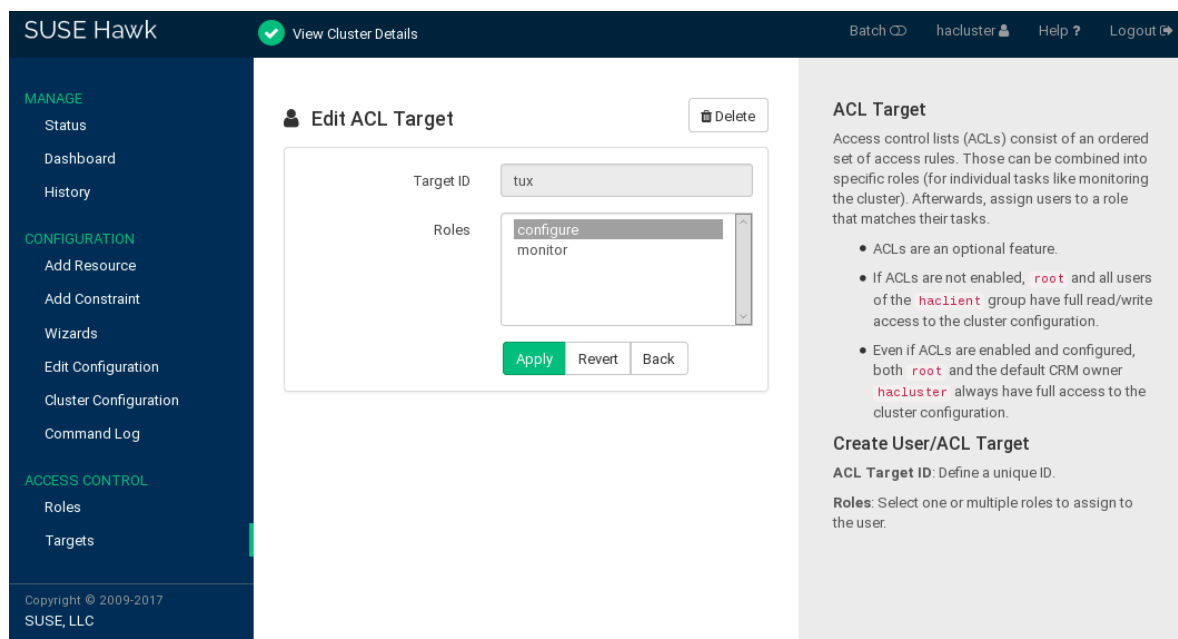 SUSE Hawk
View Cluster Details
Batch
hacluster
Help ?
Logout
MANAGE
Status
Dashboard
History
CONFIGURATION
Add Resource
Add Constraint
Wizards
Edit Configuration
Cluster Configuration
Command Log
ACCESS CONTROL
Roles
Targets
Copyright © 2009-2017
SUSE, LLC
Edit ACL Target
Delete
Target ID
tux
Roles
configure
monitor
Apply
Revert
Back
ACL Target
Access control lists (ACLs) consist of an ordered
set of access rules. Those can be combined into
specific roles (for individual tasks like monitoring
the cluster). Afterwards, assign users to a role
that matches their tasks.
• ACLs are an optional feature.
• If ACLs are not enabled, root and all users
of the haclient group have full read/write
access to the cluster configuration.
• Even if ACLs are enabled and configured,
both root and the default CRM owner
hacluster always have full access to the
cluster configuration.
Create User/ACL Target
ACL Target ID: Define a unique ID.
Roles: Select one or multiple roles to assign to
the user.